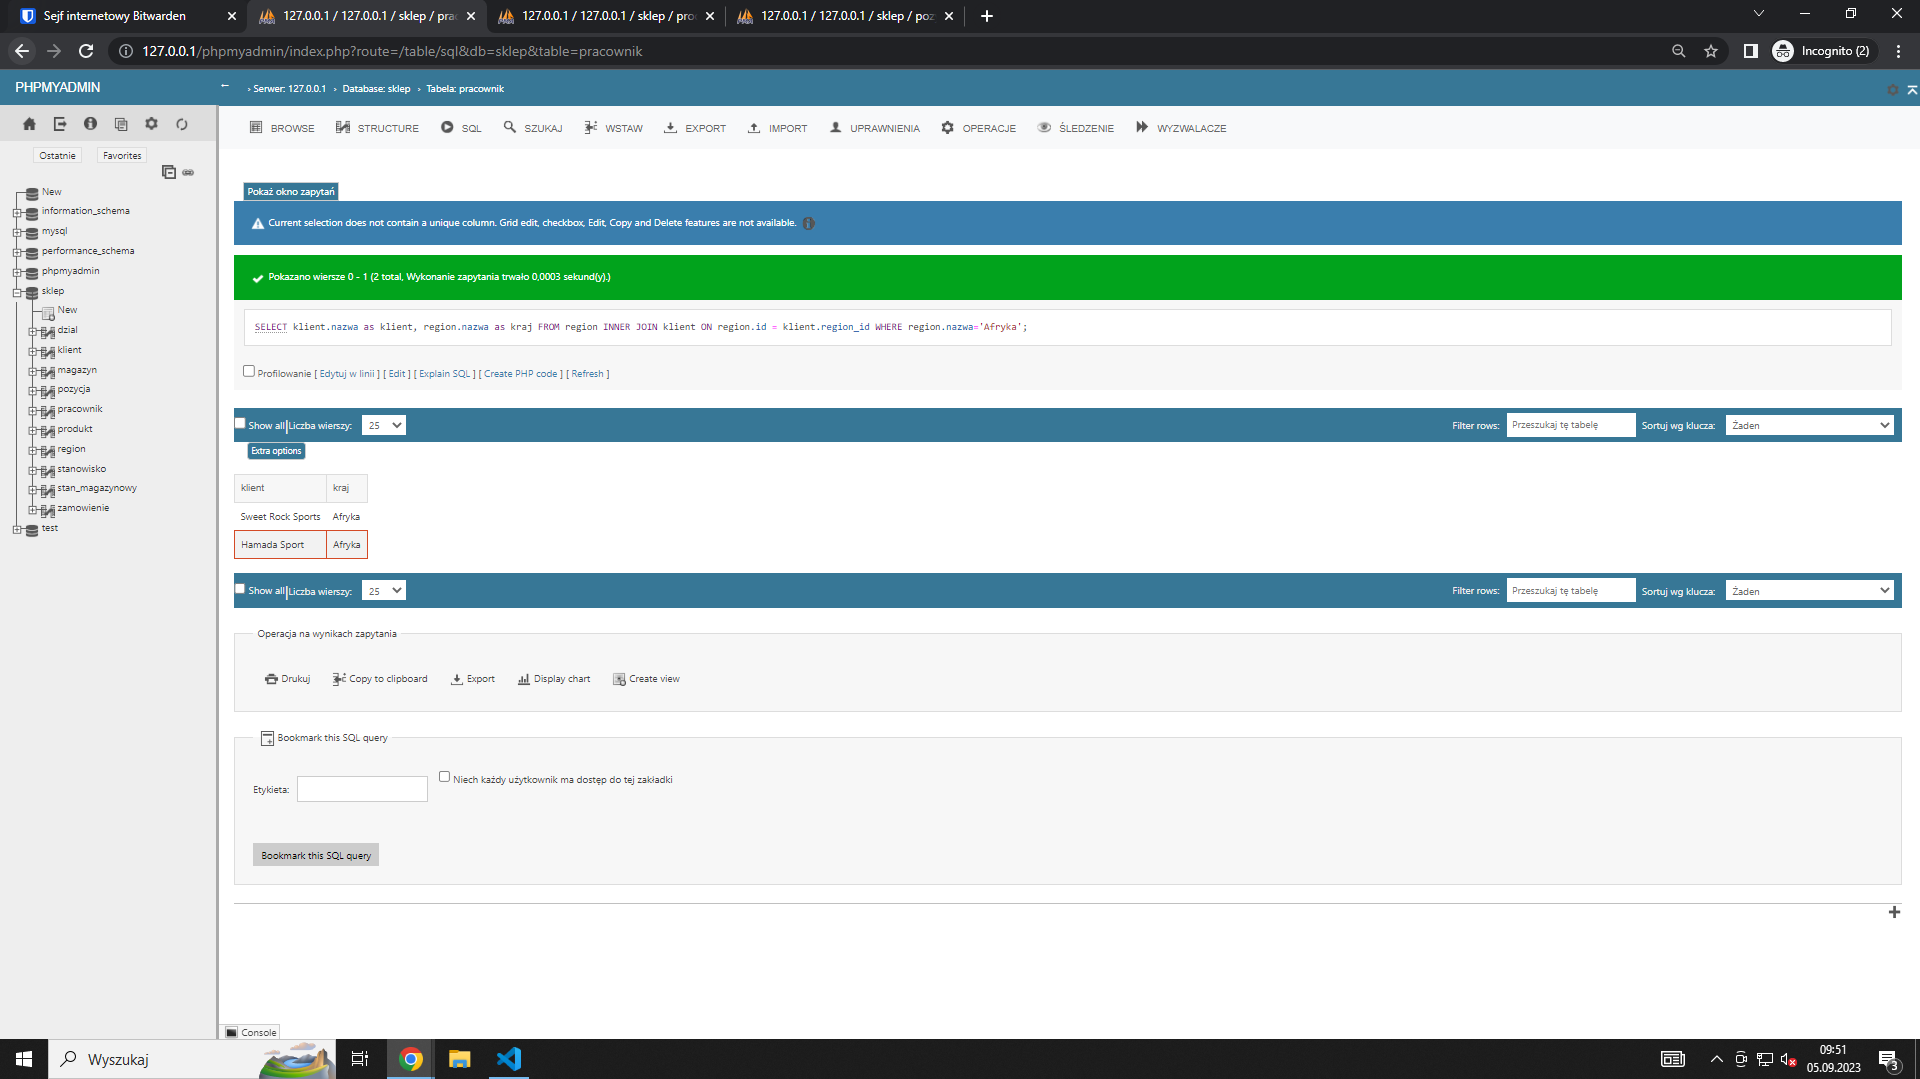 Sejf internetowy Bitwarden
127.0.0.1 / 127.0.0.1 / sklep / pra
127.0.0.1 / 127.0.0.1 / sklep / pro
127.0.0.1 / 127.0.0.1 / sklep / poz
127.0.0.1/phpmyadmin/index.php?route=/table/sql&db=sklep&table=pracownik
Incognito (2)
PHPMYADMIN
Serwer: 127.0.0.1 › Database: sklep › Tabela: pracownik
BROWSE STRUCTURE SQL SZUKAJ WSTAW EXPORT IMPORT UPRAWNIENIA OPERACJE ŚLEDZENIE WYZWALACZE
Ostatnie Favorites
New
information_schema
mysql
performance_schema
phpmyadmin
sklep
New
dzial
klient
magazyn
pozycja
pracownik
produkt
region
stanowisko
stan_magazynowy
zamowienie
test
Pokaż okno zapytań
Current selection does not contain a unique column. Grid edit, checkbox, Edit, Copy and Delete features are not available.
Pokazano wiersze 0 - 1 (2 total, Wykonanie zapytania trwało 0,0003 sekund(y).)
SELECT klient.nazwa as klient, region.nazwa as kraj FROM region INNER JOIN klient ON region.id = klient.region_id WHERE region.nazwa='Afryka';
Profilowanie [ Edytuj w linii ] [ Edit ] [ Explain SQL ] [ Create PHP code ] [ Refresh ]
Show all Liczba wierszy: 25 Filter rows: Przeszukaj tę tabelę Sortuj wg klucza: Żaden
Extra options
klient kraj
Sweet Rock Sports Afryka
Hamada Sport Afryka
Show all Liczba wierszy: 25 Filter rows: Przeszukaj tę tabelę Sortuj wg klucza: Żaden
Operacja na wynikach zapytania
Drukuj Copy to clipboard Export Display chart Create view
Bookmark this SQL query
Etykieta: Niech każdy użytkownik ma dostęp do tej zakładki
Bookmark this SQL query
Console
Wyszukaj
09:51
05.09.2023
3